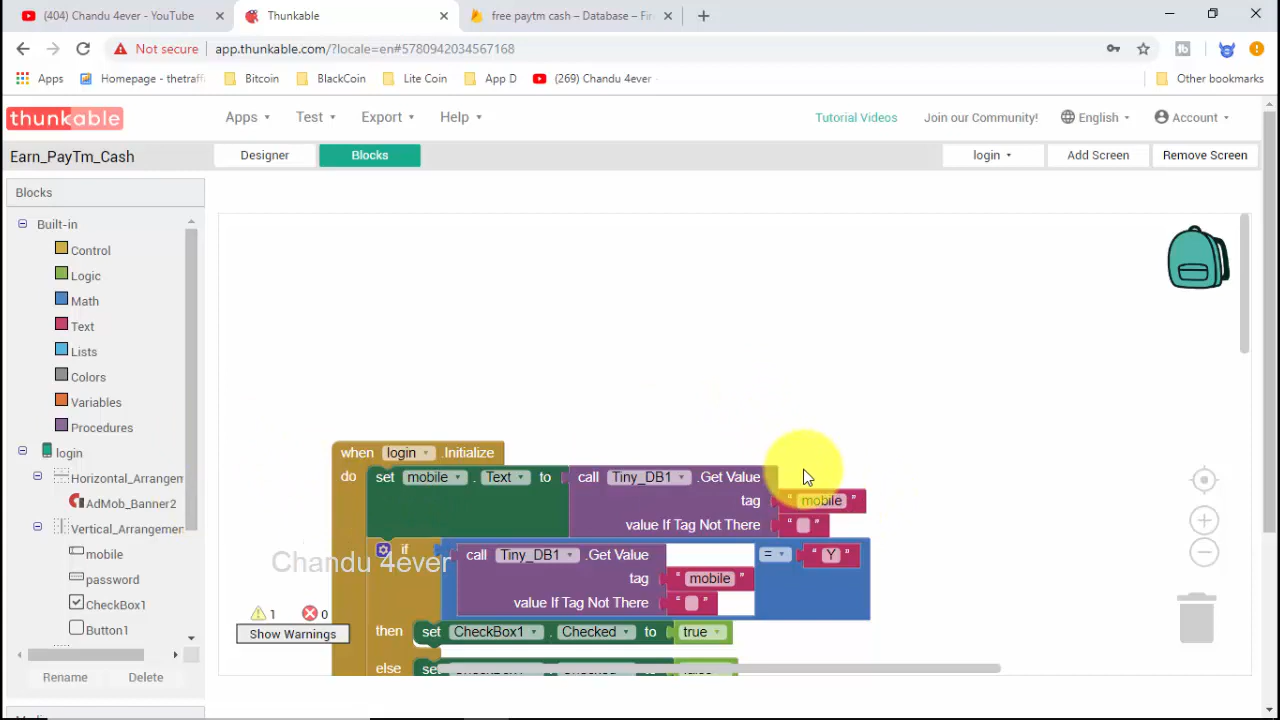 (404) Chandu 4ever - YouTube
Thunkable
free paytm cash – Database – Fir
Not secure
app.thunkable.com/?locale=en#5780942034567168
Apps
Homepage - thetraff
Bitcoin
BlackCoin
Lite Coin
App D
(269) Chandu 4ever
Other bookmarks
thunkable
Apps
Test
Export
Help
Tutorial Videos
Join our Community!
English
Account
Earn_PayTm_Cash
Designer
Blocks
login
Add Screen
Remove Screen
Blocks
Built-in
Control
Logic
Math
Text
Lists
Colors
Variables
Procedures
login
Horizontal_Arrangem
AdMob_Banner2
Vertical_Arrangemen
mobile
password
CheckBox1
Button1
Rename
Delete
when login .Initialize
do set mobile . Text to call Tiny_DB1 .Get Value
tag “ mobile ”
value If Tag Not There “ ”
if call Tiny_DB1 .Get Value = “ Y ”
tag “ mobile ”
value If Tag Not There “ ”
then set CheckBox1 . Checked to true
else
Chandu 4ever
1
0
Show Warnings